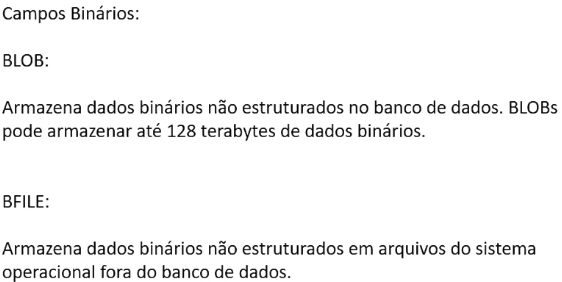 Campos Binários:
BLOB:
Armazena dados binários não estruturados no banco de dados. BLOBs
pode armazenar até 128 terabytes de dados binários.
BFILE:
Armazena dados binários não estruturados em arquivos do sistema
operacional fora do banco de dados.